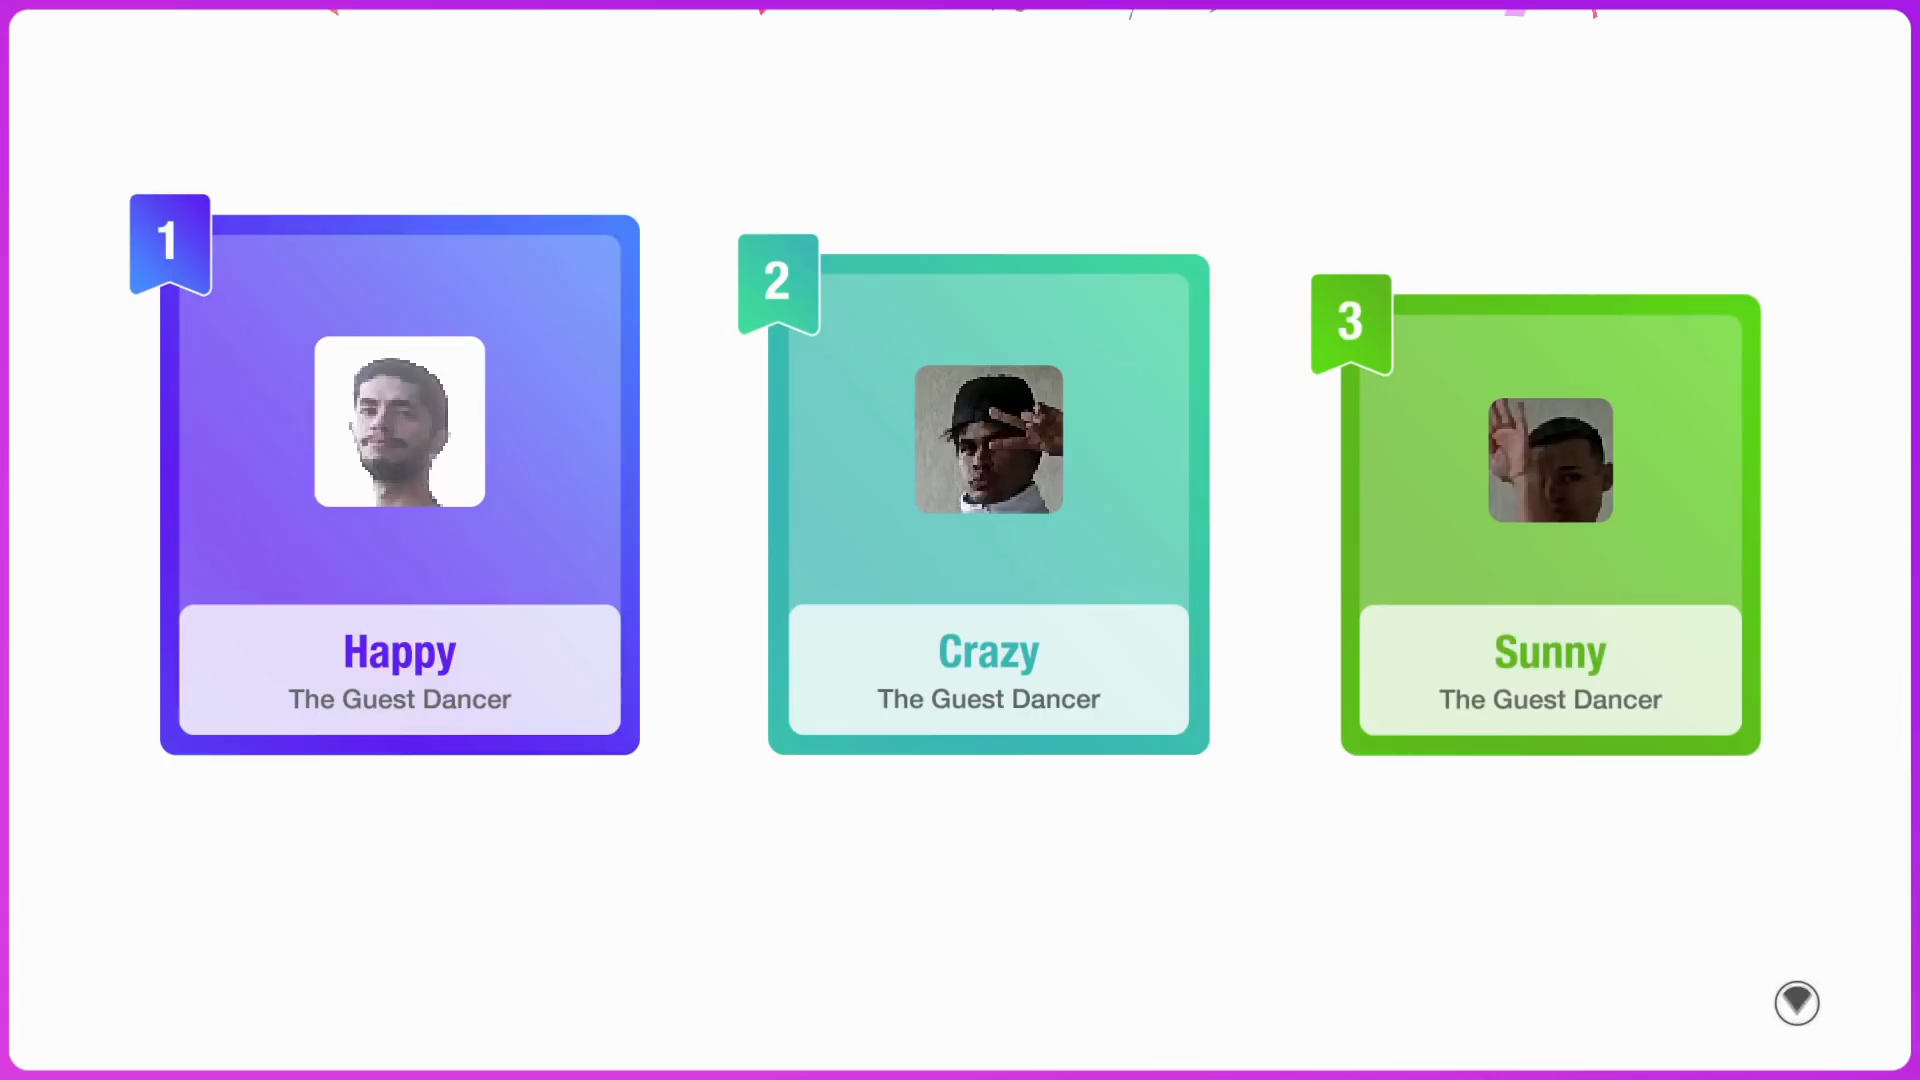 1
Happy
The Guest Dancer
2
Crazy
The Guest Dancer
3
Sunny
The Guest Dancer